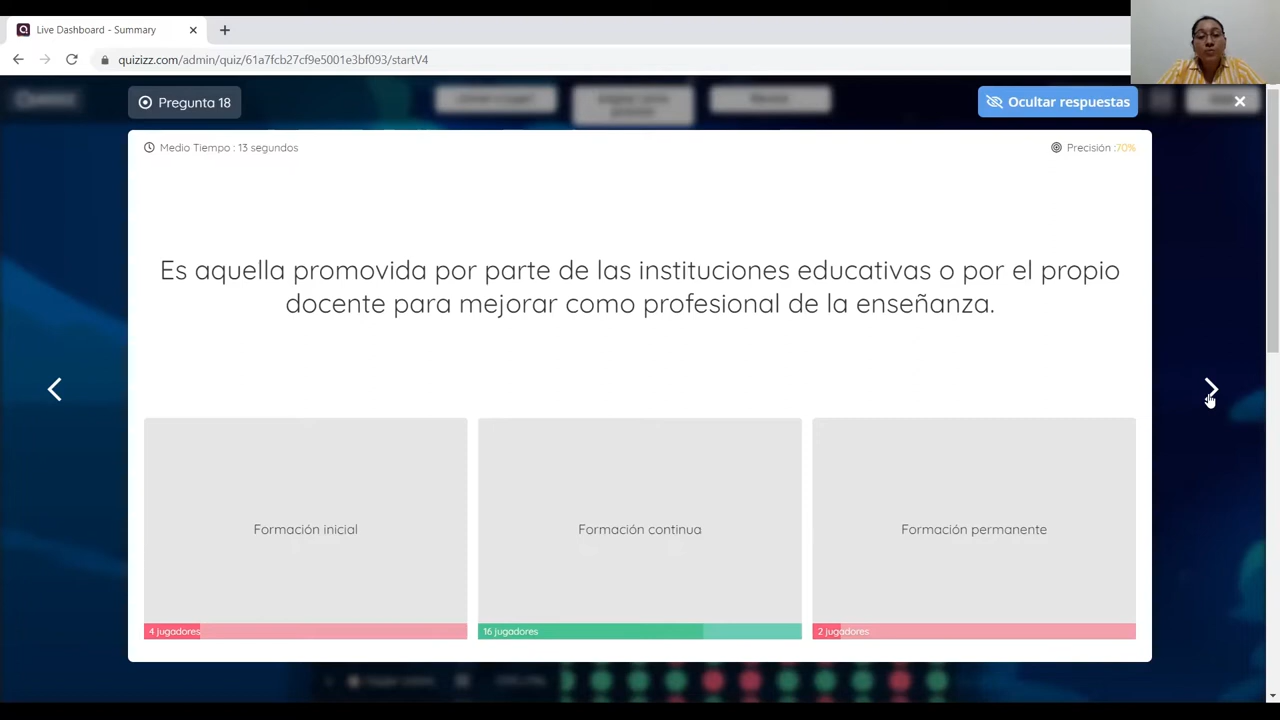 Live Dashboard - Summary
quizizz.com/admin/quiz/61a7fcb27cf9e5001e3bf093/startV4
Pregunta 18
Ocultar respuestas
Medio Tiempo : 13 segundos
Precisión :70%
Es aquella promovida por parte de las instituciones educativas o por el propio
docente para mejorar como profesional de la enseñanza.
Formación inicial
Formación continua
Formación permanente
4 jugadores
16 jugadores
2 jugadores